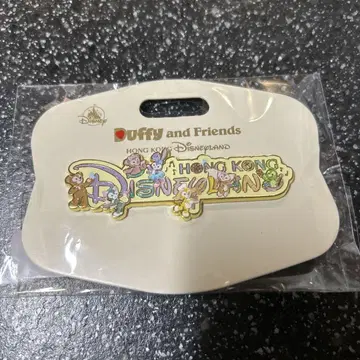 Disney
Duffy and Friends
HONG KONG DISNEYLAND
HONG KONG
DISNEYLAND